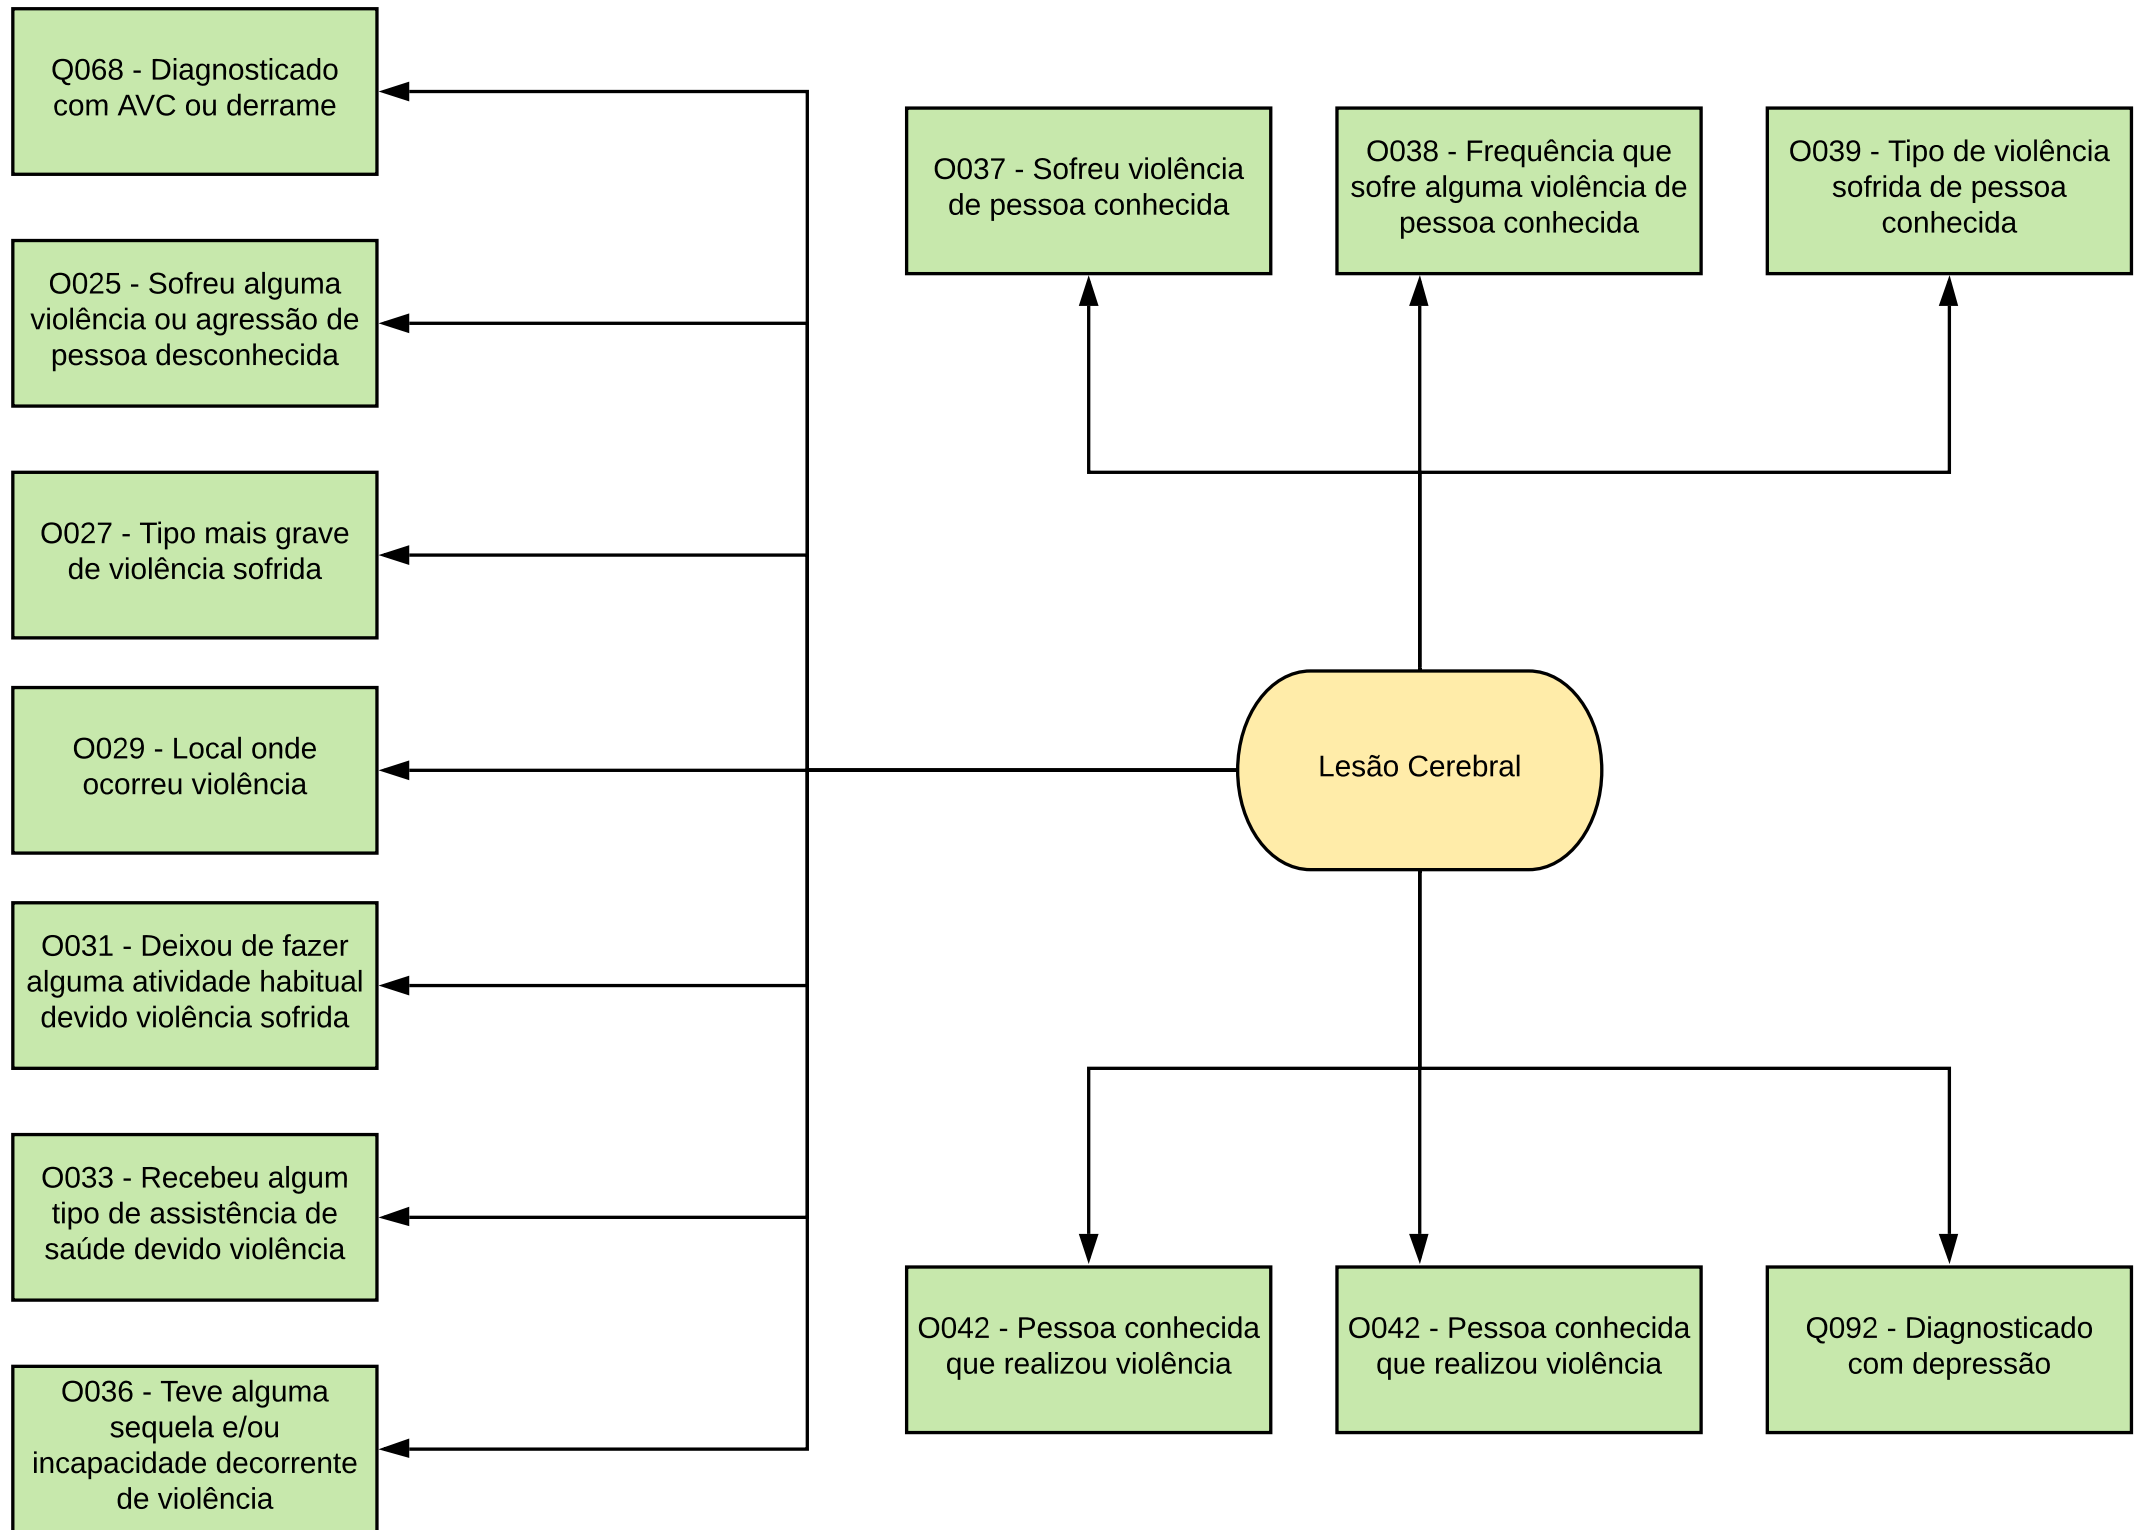 Q068 - Diagnosticado
com AVC ou derrame
O025 - Sofreu alguma
violência ou agressão de
pessoa desconhecida
O027 - Tipo mais grave
de violência sofrida
O029 - Local onde
ocorreu violência
O031 - Deixou de fazer
alguma atividade habitual
devido violência sofrida
O033 - Recebeu algum
tipo de assistência de
saúde devido violência
O036 - Teve alguma
sequela e/ou
incapacidade decorrente
de violência
O037 - Sofreu violência
de pessoa conhecida
O038 - Frequência que
sofre alguma violência de
pessoa conhecida
O039 - Tipo de violência
sofrida de pessoa
conhecida
Lesão Cerebral
O042 - Pessoa conhecida
que realizou violência
O042 - Pessoa conhecida
que realizou violência
Q092 - Diagnosticado
com depressão